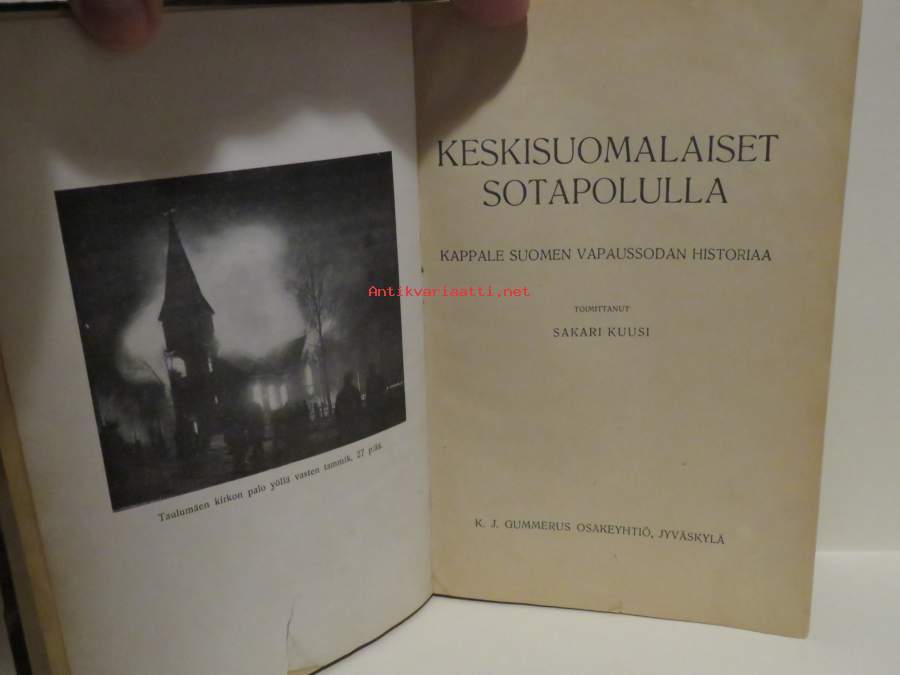 Taulumäen kirkon palo yöllä vasten tammik. 27 p:ää.
KESKISUOMALAISET
SOTAPOLULLA
KAPPALE SUOMEN VAPAUSSODAN HISTORIAA
Antikvariaatti.net
TOIMITTANUT
SAKARI KUUSI
K. J. GUMMERUS OSAKEYHTIÖ, JYVÄSKYLÄ